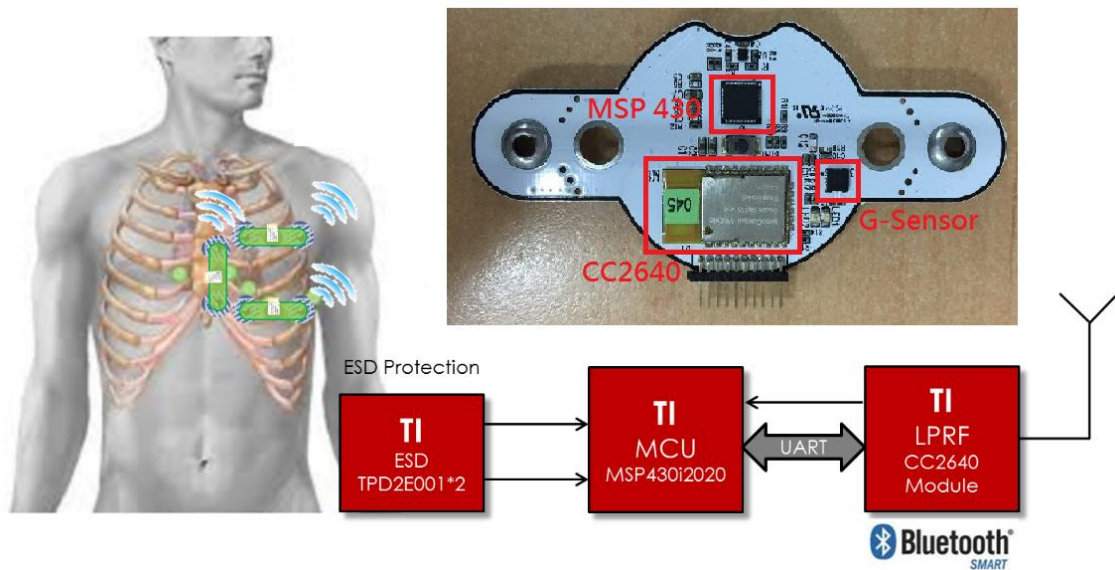 MSP 430
045
G-Sensor
CC2640
ESD Protection
TI
ESD
TPD2E001*2
TI
MCU
MSP430i2020
UART
TI
LPRF
CC2640
Module
Bluetooth®
SMART